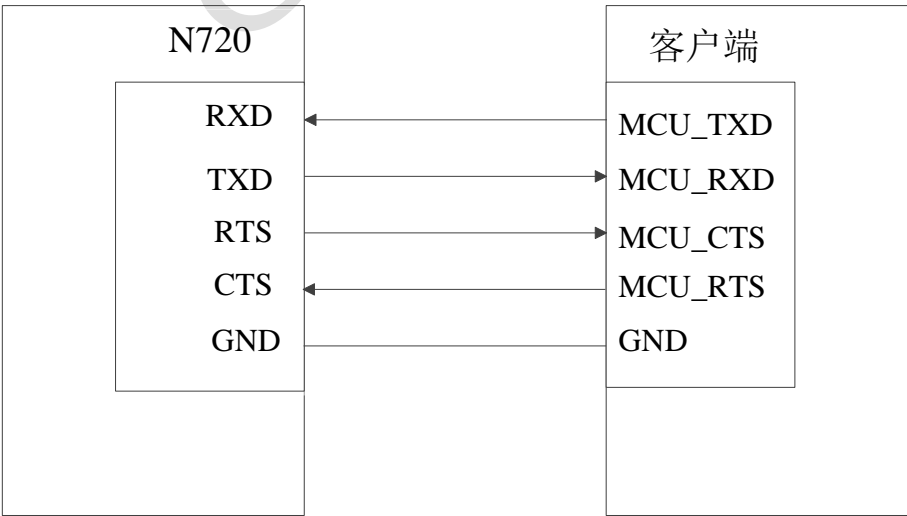 N720
客户端
RXD
MCU_TXD
TXD
MCU_RXD
RTS
MCU_CTS
CTS
MCU_RTS
GND
GND